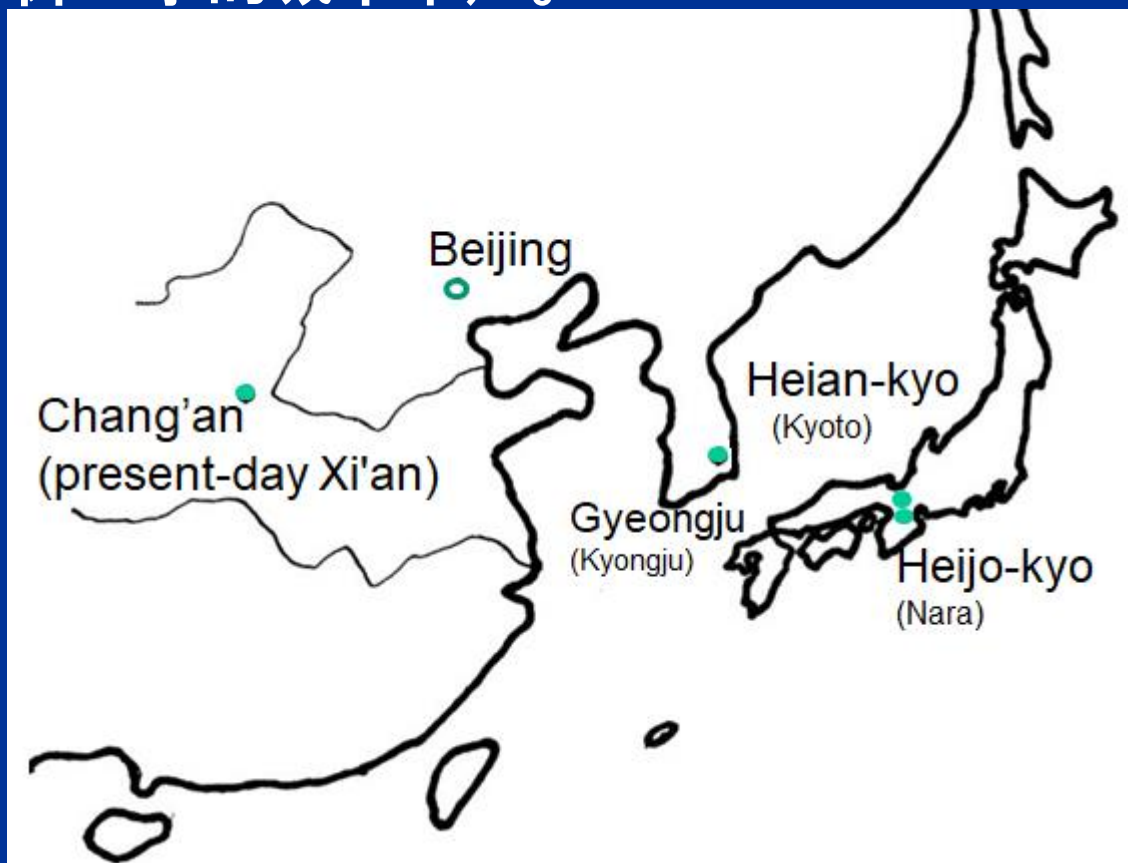 Beijing
Heian-kyo
(Kyoto)
Chang’an
(present-day Xi'an)
Gyeongju
(Kyongju)
Heijo-kyo
(Nara)